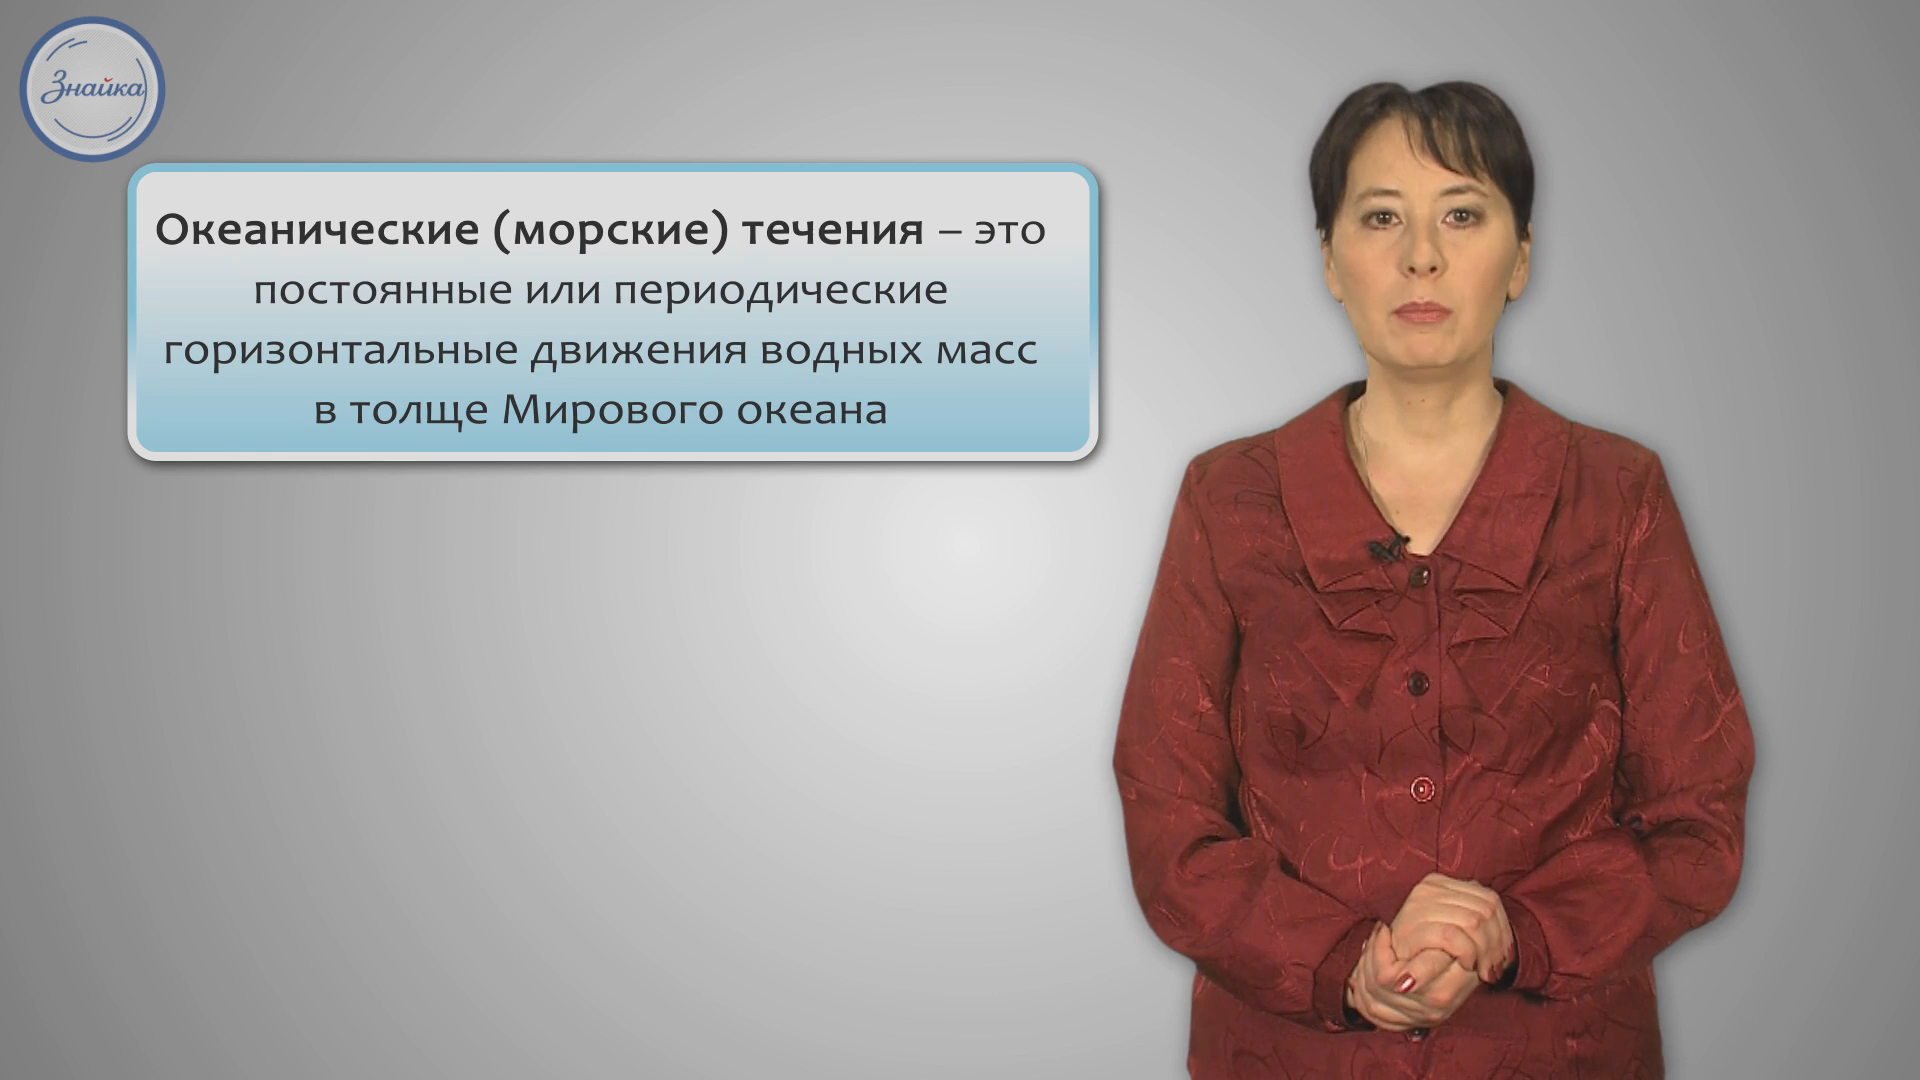 Знайка
Океанические (морские) течения – это
постоянные или периодические
горизонтальные движения водных масс
в толще Мирового океана